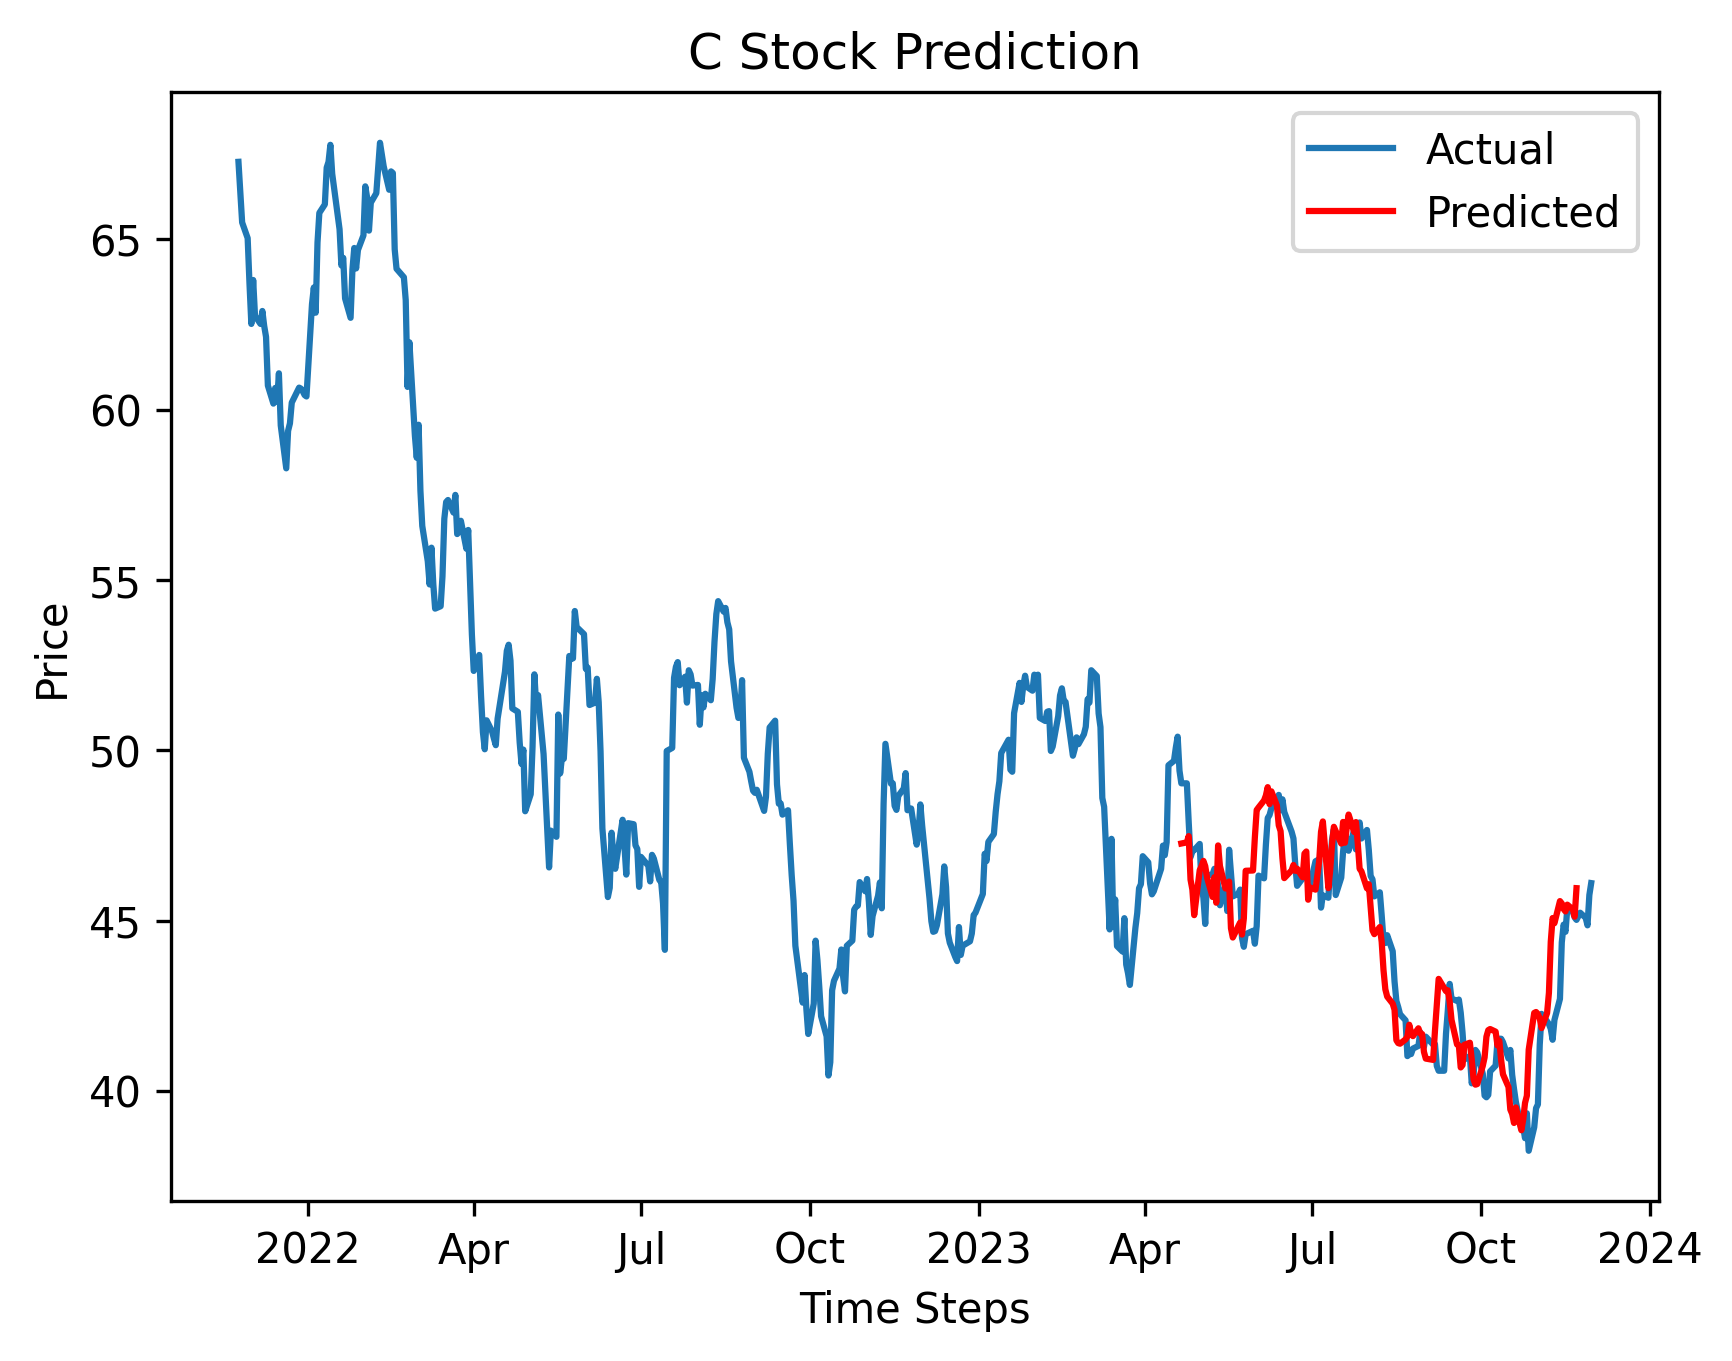 C Stock Prediction
Actual
Predicted
Price
65
60
55
50
45
40
2022 Apr Jul Oct 2023 Apr Jul Oct 2024
Time Steps